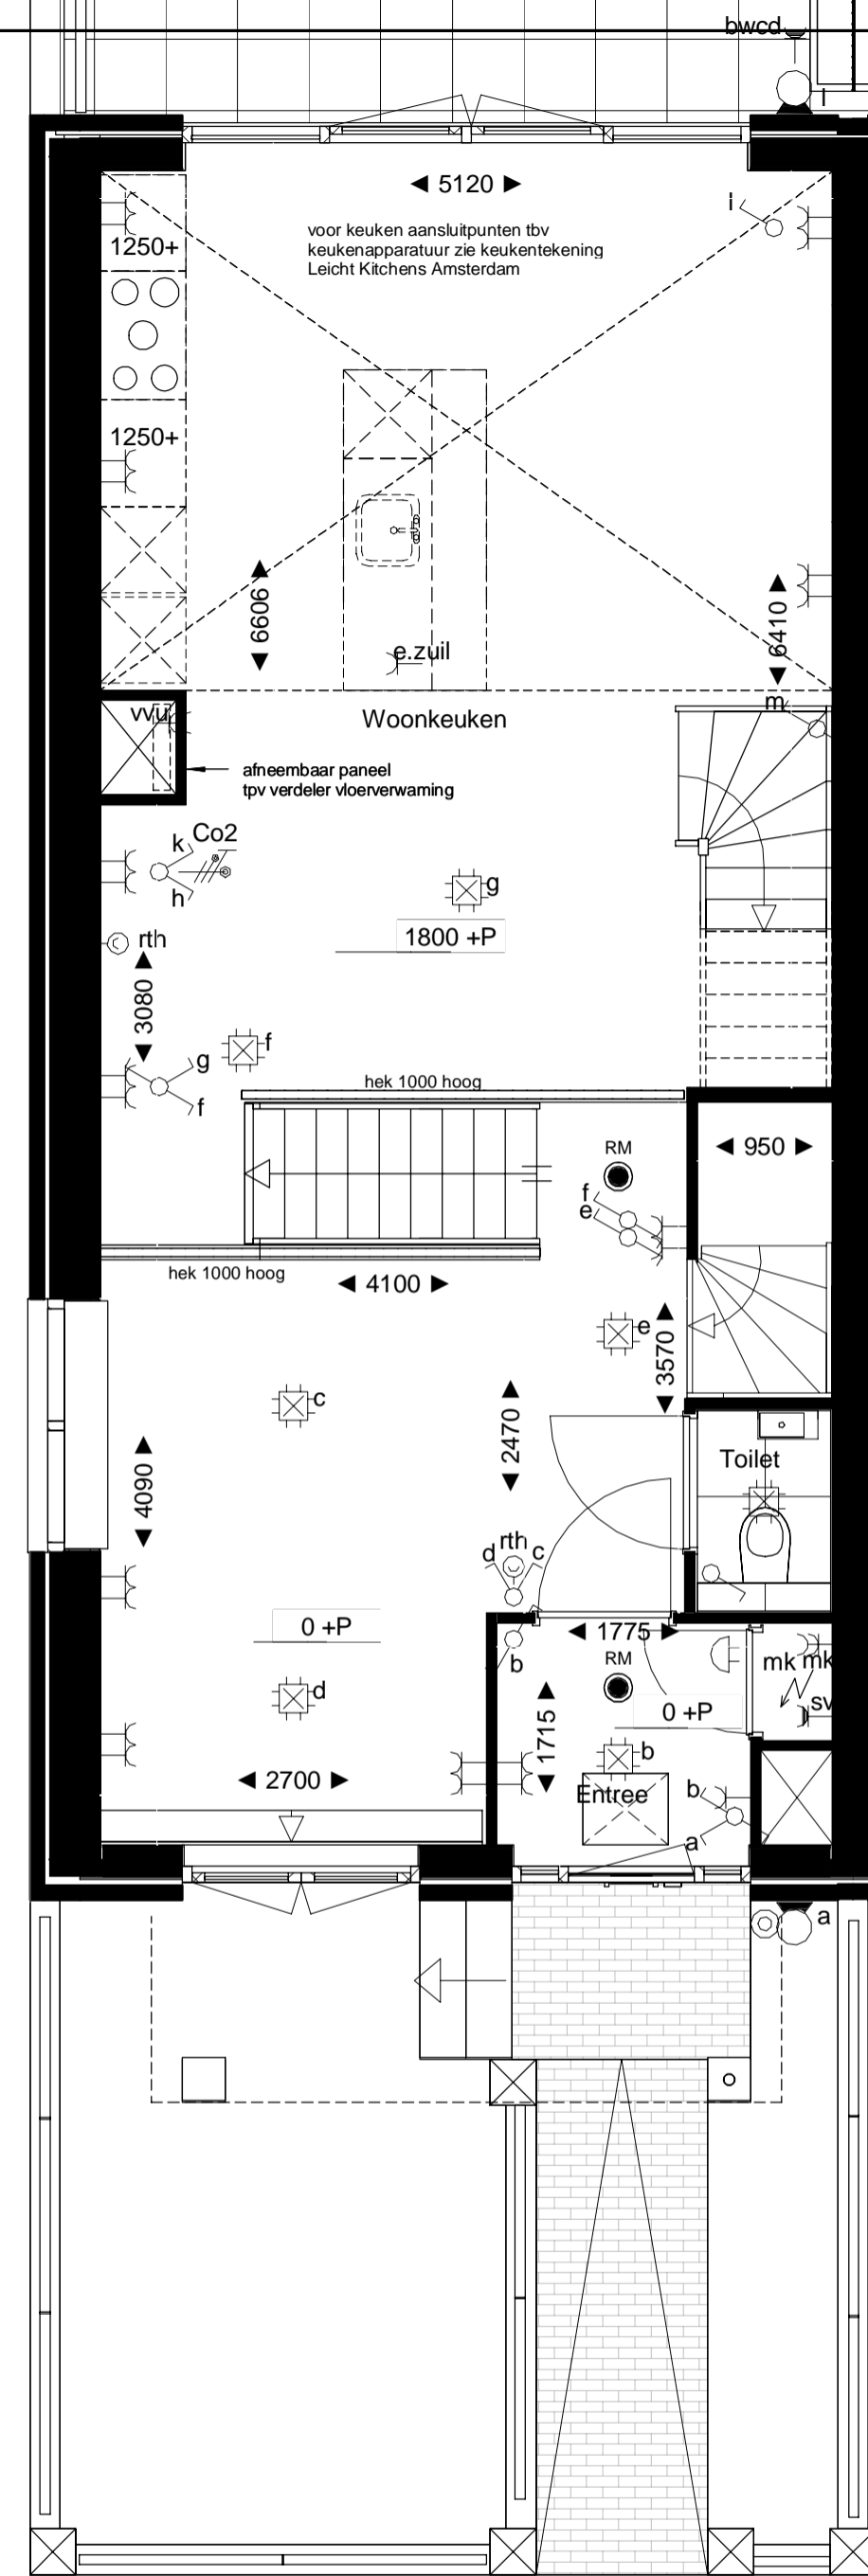 bwcd
l
5120
i
voor keuken aansluitpunten tbv
keukenapparatuur zie keukentekening
Leicht Kitchens Amsterdam
1250+
1250+
6606
6410
e.zuil
m
vvu
Woonkeuken
afneembaar paneel
tpv verdeler vloerverwarming
k
Co2
h
g
rth
1800 +P
3080
f
g
f
hek 1000 hoog
RM
950
f
e
hek 1000 hoog
4100
e
3570
c
2470
4090
Toilet
rth
d
c
0 +P
1775
b
RM
mk
mk
d
0 +P
sv
1715
b
2700
Entree
b
a
a